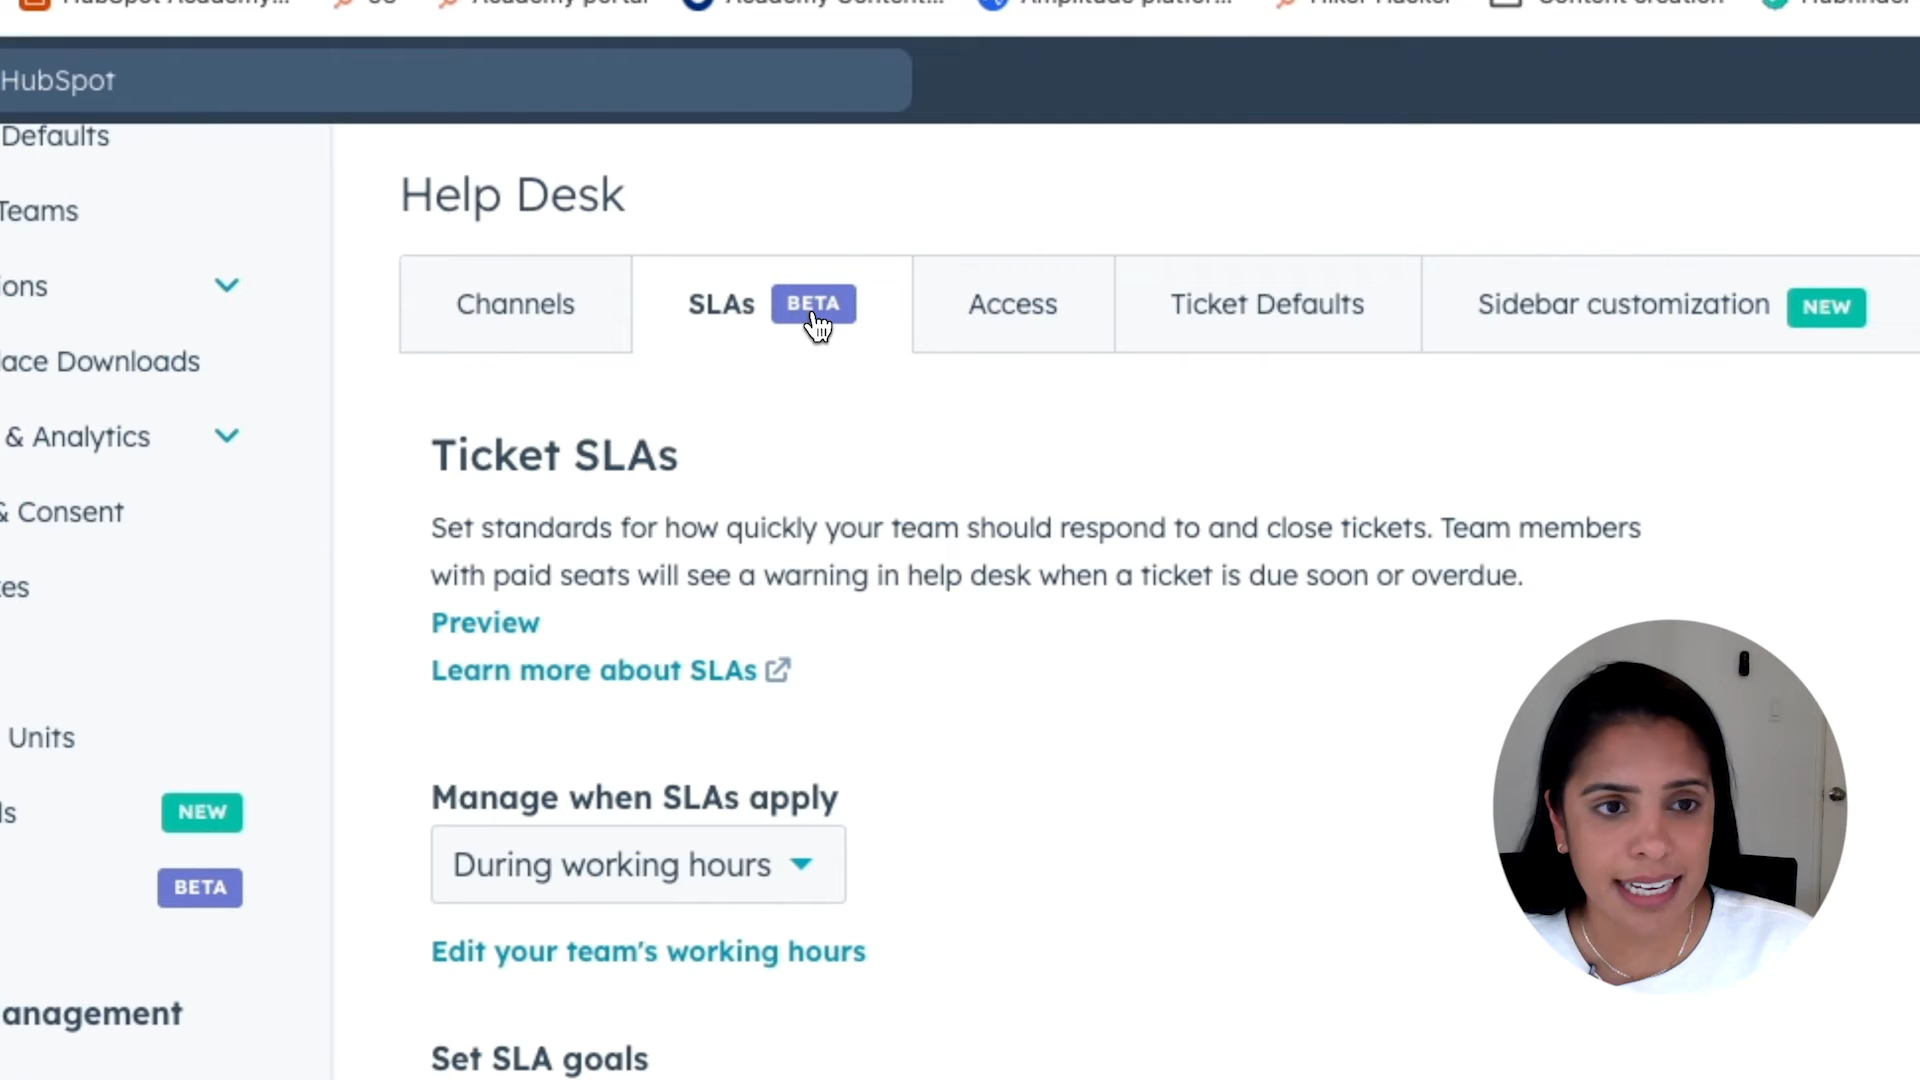 HubSpot
Defaults
Teams
ions
lace Downloads
& Analytics
& Consent
Units
ls NEW
BETA
anagement
Help Desk
Channels
SLAs BETA
Access
Ticket Defaults
Sidebar customization NEW
Ticket SLAs
Set standards for how quickly your team should respond to and close tickets. Team members
with paid seats will see a warning in help desk when a ticket is due soon or overdue.
Preview
Learn more about SLAs
Manage when SLAs apply
During working hours
Edit your team's working hours
Set SLA goals